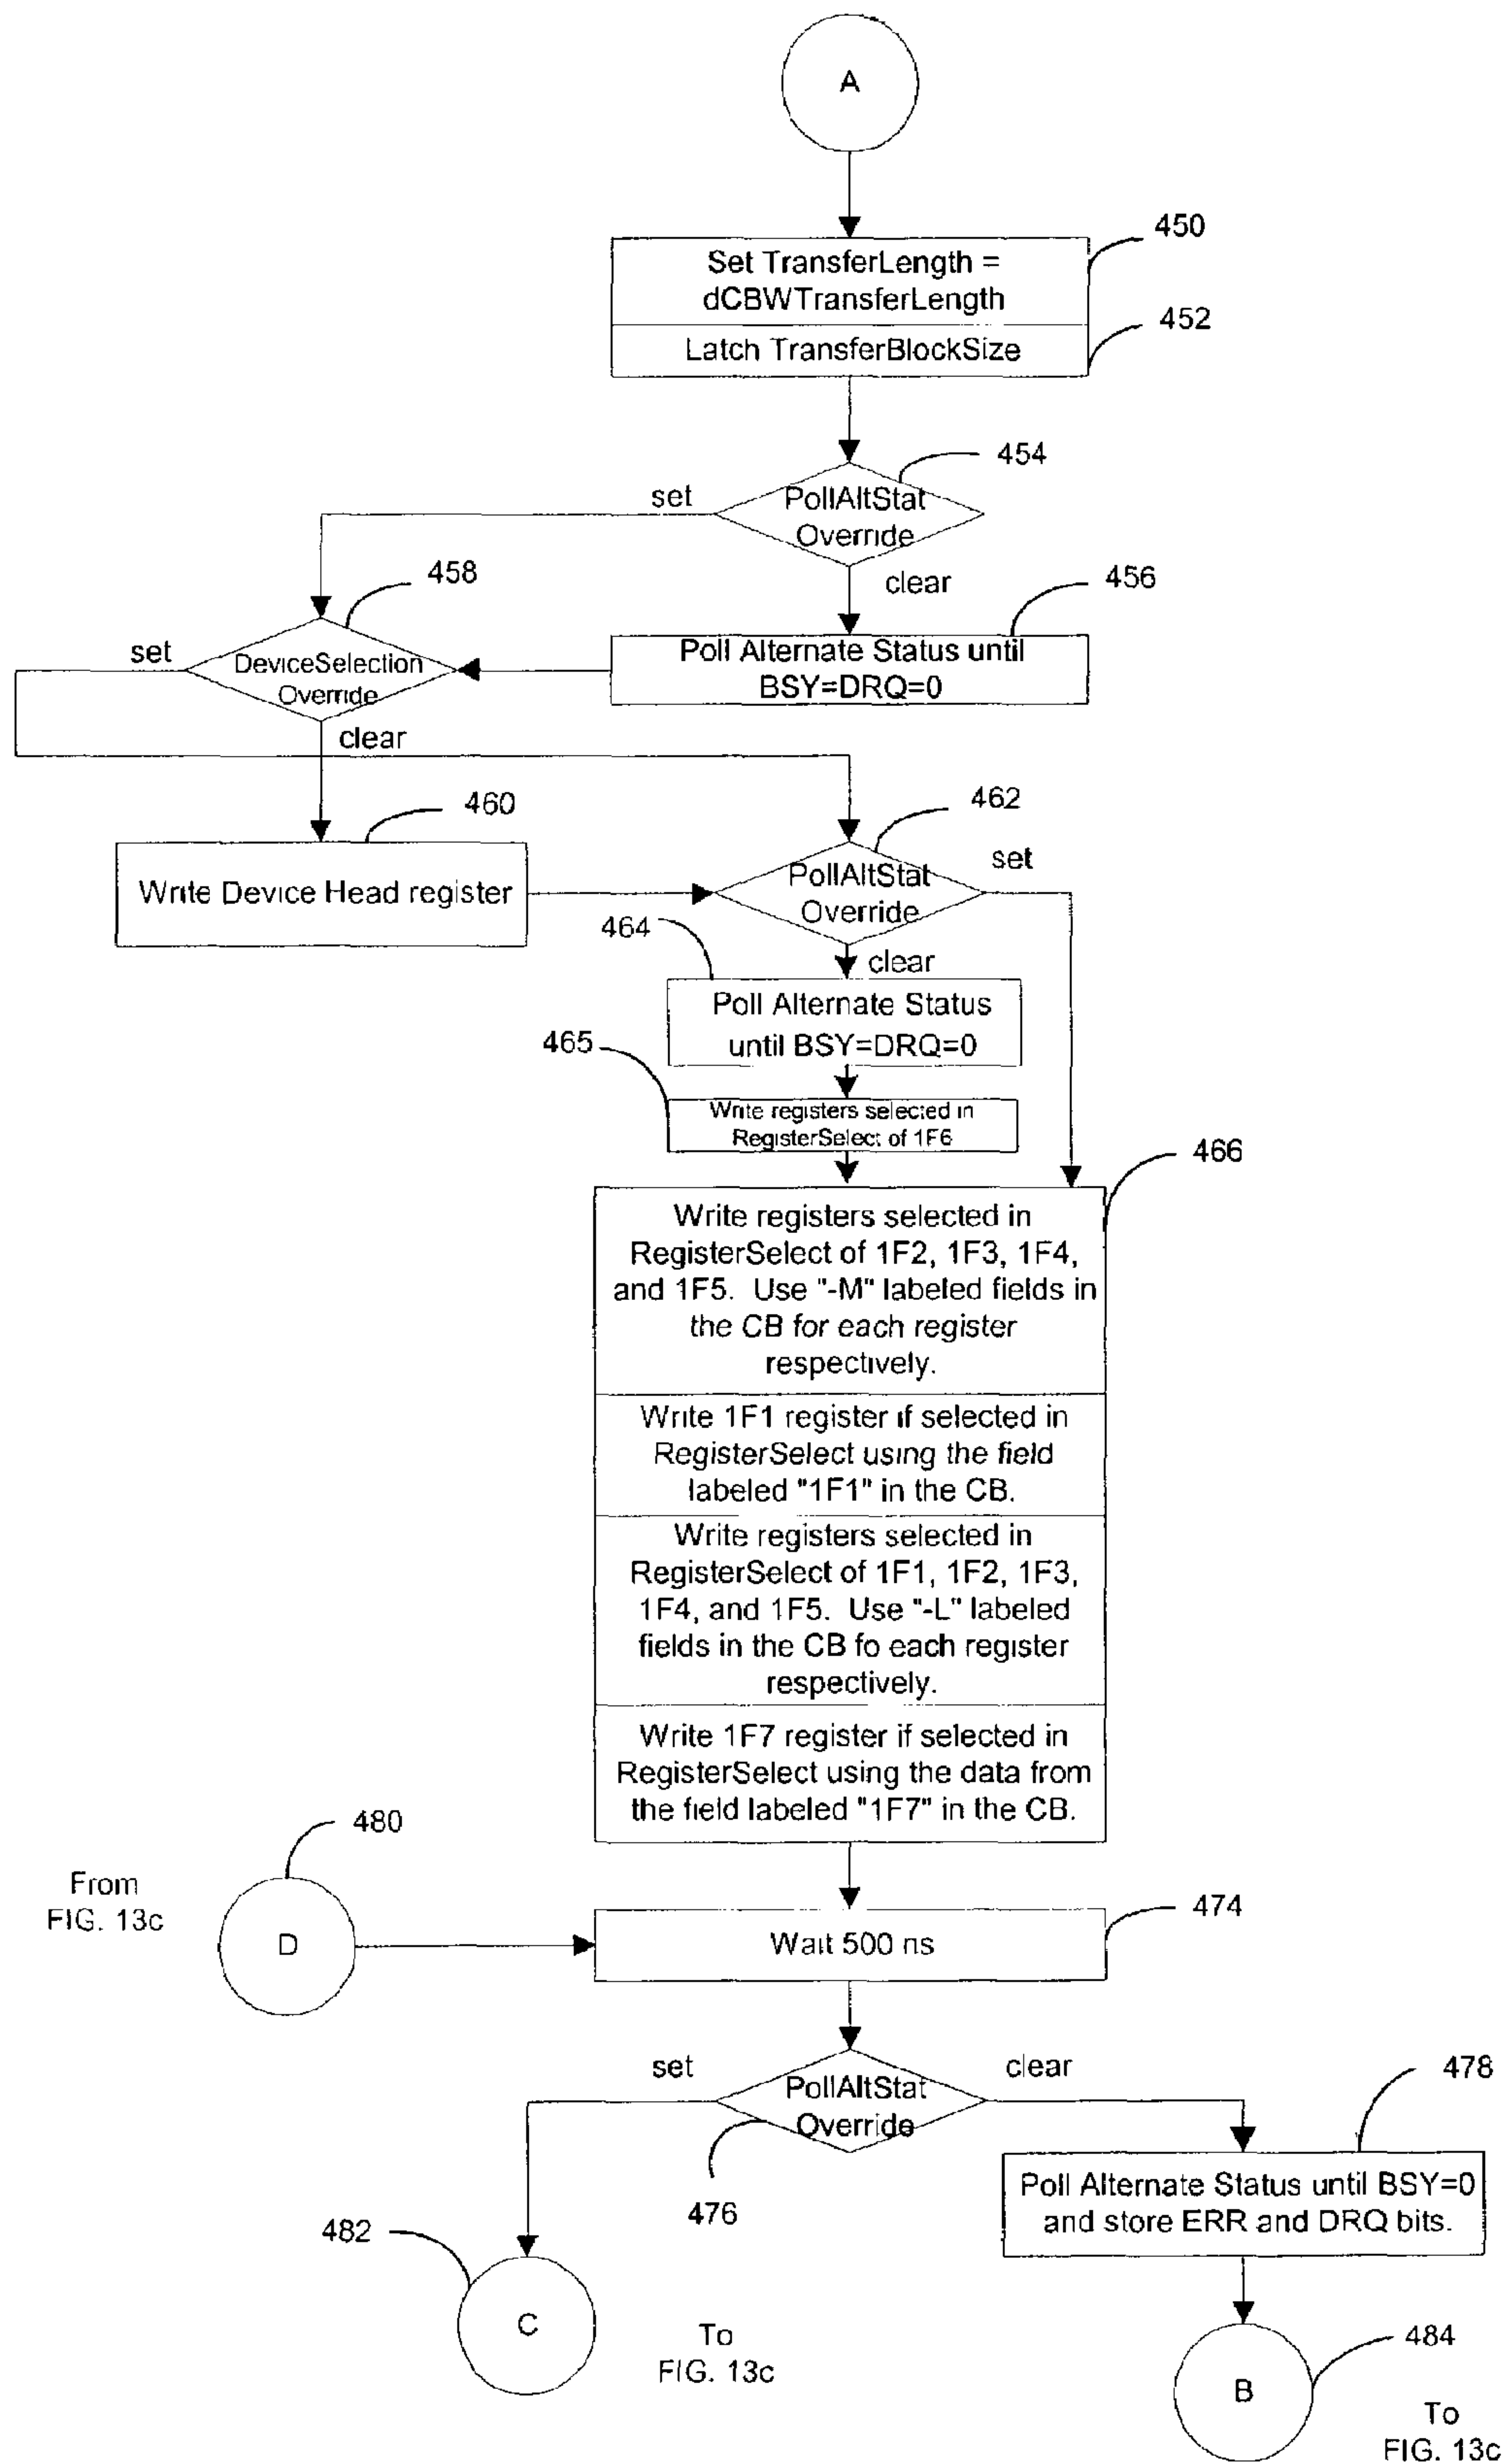 A
450
Set TransferLength =
dCBWTransferLength
452
Latch TransferBlockSize
454
set
PollAltStat
Override
clear
458
456
set
DeviceSelection
Override
Poll Alternate Status until
BSY=DRQ=0
clear
460
462
Write Device Head register
PollAltStat
Override
set
464
clear
Poll Alternate Status
until BSY=DRQ=0
465
Write registers selected in
RegisterSelect of 1F6
466
Write registers selected in
RegisterSelect of 1F2, 1F3, 1F4,
and 1F5. Use "-M" labeled fields in
the CB for each register
respectively.
Write 1F1 register if selected in
RegisterSelect using the field
labeled "1F1" in the CB.
Write registers selected in
RegisterSelect of 1F1, 1F2, 1F3,
1F4, and 1F5. Use "-L" labeled
fields in the CB fo each register
respectively.
Write 1F7 register if selected in
RegisterSelect using the data from
the field labeled "1F7" in the CB.
480
From
FIG. 13c
D
474
Wait 500 ns
set
PollAltStat
Override
clear
478
476
Poll Alternate Status until BSY=0
and store ERR and DRQ bits.
482
C
To
FIG. 13c
484
B
To
FIG. 13c